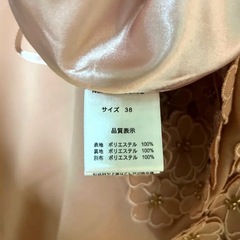 サイズ 38
品質表示
表地 ポリエステル 100%
裏地 ポリエステル 100%
別布 ポリエステル 100%